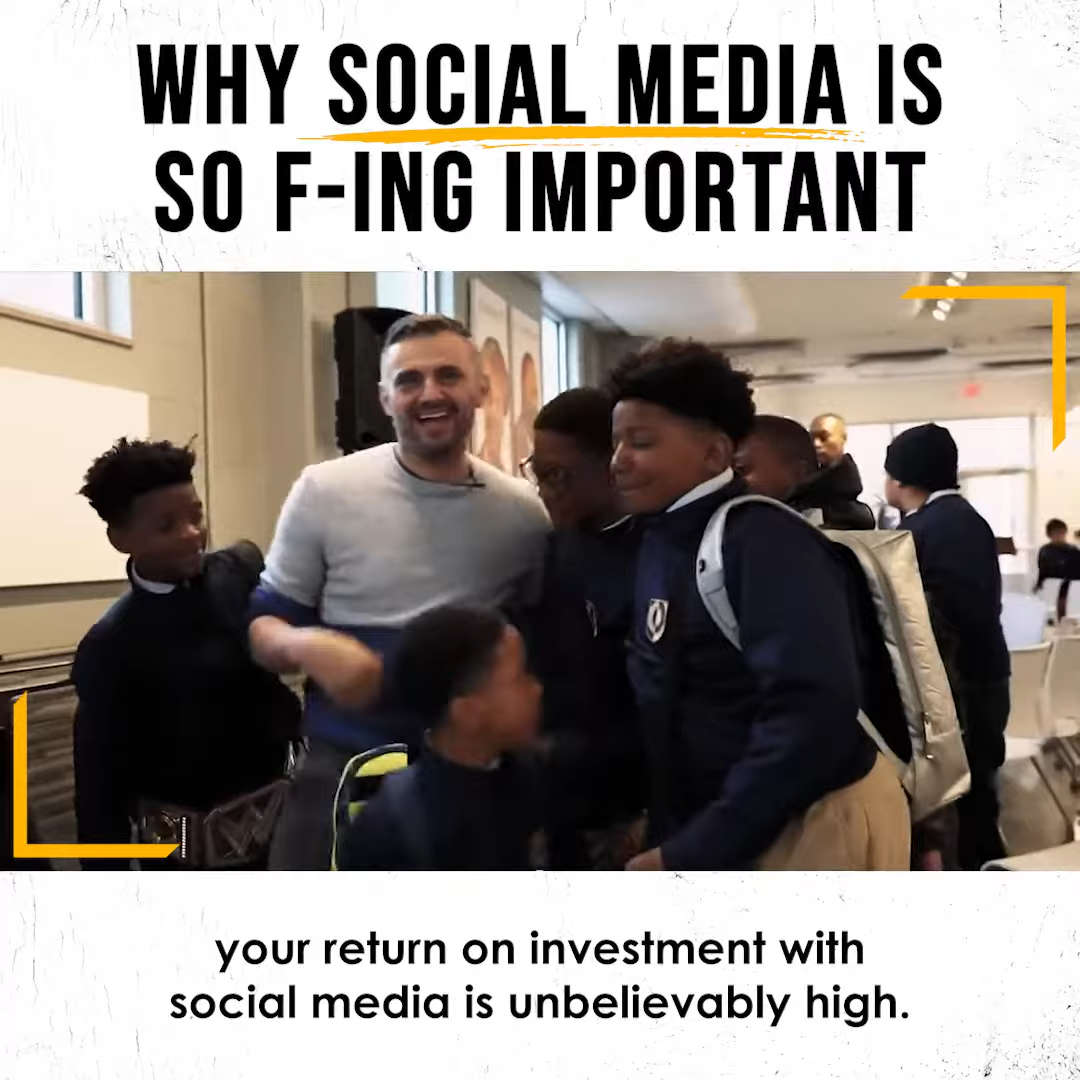 WHY SOCIAL MEDIA IS
SO F-ING IMPORTANT
your return on investment with
social media is unbelievably high.